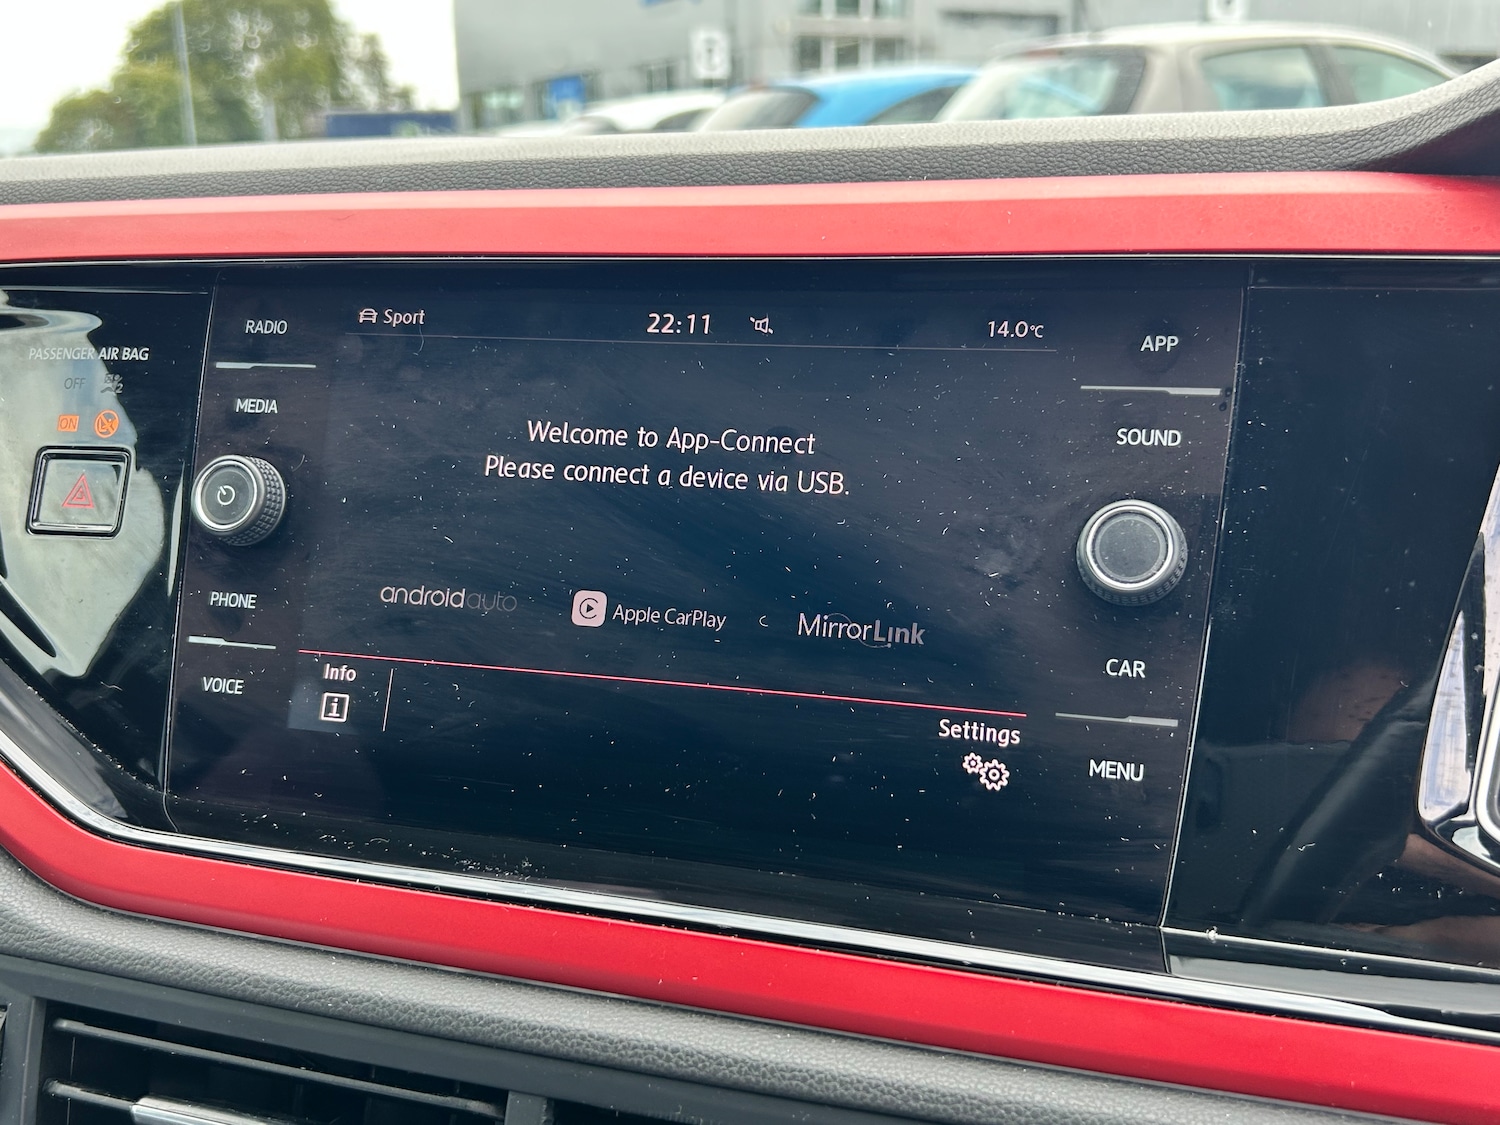 Sport 22:11 14.0°C
RADIO
MEDIA
PHONE
VOICE
PASSENGER AIR BAG
OFF
ON
Welcome to App-Connect
Please connect a device via USB.
androidauto Apple CarPlay MirrorLink
Info
i
Settings
APP
SOUND
CAR
MENU